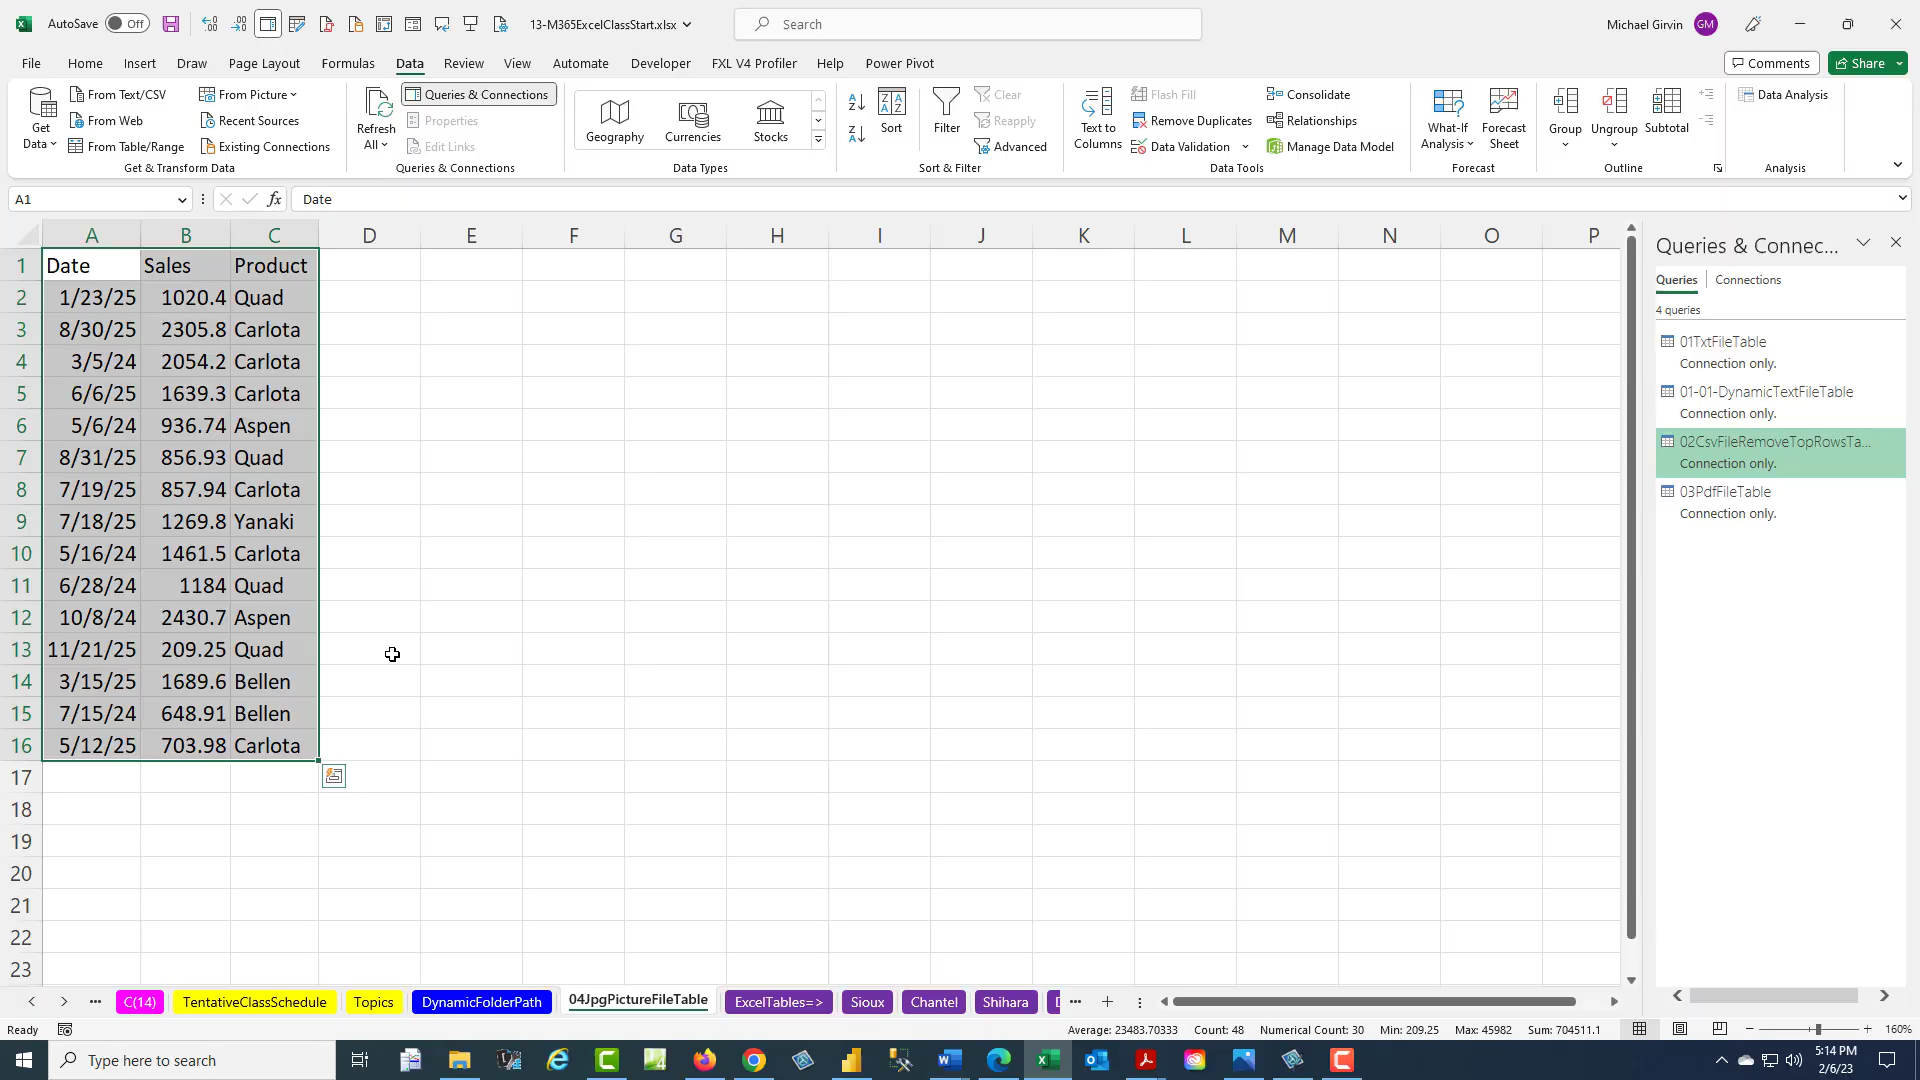 AutoSave Off 13-M365ExcelClassStart.xlsx Search Michael Girvin GM
File Home Insert Draw Page Layout Formulas Data Review View Automate Developer FXL V4 Profiler Help Power Pivot Comments Share
Get Data
From Text/CSV
From Web
From Table/Range
From Picture
Recent Sources
Existing Connections
Get & Transform Data
Refresh All
Queries & Connections
Properties
Edit Links
Queries & Connections
Geography Currencies Stocks
Data Types
Sort
Filter
Clear
Reapply
Advanced
Sort & Filter
Text to Columns
Flash Fill
Remove Duplicates
Data Validation
Consolidate
Relationships
Manage Data Model
Data Tools
What-If Analysis
Forecast Sheet
Forecast
Group Ungroup Subtotal
Outline
Data Analysis
Analysis
A1 fx Date
A B C D E F G H I J K L M N O P
1 Date Sales Product
2 1/23/25 1020.4 Quad
3 8/30/25 2305.8 Carlota
4 3/5/24 2054.2 Carlota
5 6/6/25 1639.3 Carlota
6 5/6/24 936.74 Aspen
7 8/31/25 856.93 Quad
8 7/19/25 857.94 Carlota
9 7/18/25 1269.8 Yanaki
10 5/16/24 1461.5 Carlota
11 6/28/24 1184 Quad
12 10/8/24 2430.7 Aspen
13 11/21/25 209.25 Quad
14 3/15/25 1689.6 Bellen
15 7/15/24 648.91 Bellen
16 5/12/25 703.98 Carlota
17
18
19
20
21
22
23
Queries & Connec...
Queries Connections
4 queries
01TxtFileTable
Connection only.
01-01-DynamicTextFileTable
Connection only.
02CsvFileRemoveTopRowsTa...
Connection only.
03PdfFileTable
Connection only.
C(14) TentativeClassSchedule Topics DynamicFolderPath 04JpgPictureFileTable ExcelTables=> Sioux Chantel Shihara
Ready Average: 23483.70333 Count: 48 Numerical Count: 30 Min: 209.25 Max: 45982 Sum: 704511.1 160%
Type here to search
5:14 PM
2/6/23